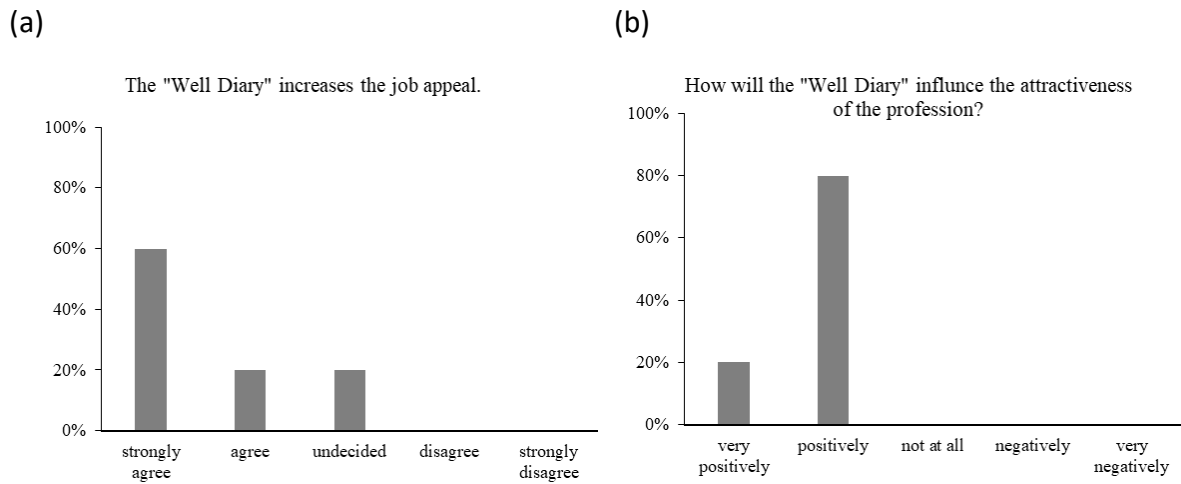 (a)
The "Well Diary" increases the job appeal.
100%
80%
60%
40%
20%
0%
strongly
agree
agree
undecided
disagree
strongly
disagree
(b)
How will the "Well Diary" influnce the attractiveness
of the profession?
100%
80%
60%
40%
20%
0%
very
positively
positively
not at all
negatively
very
negatively